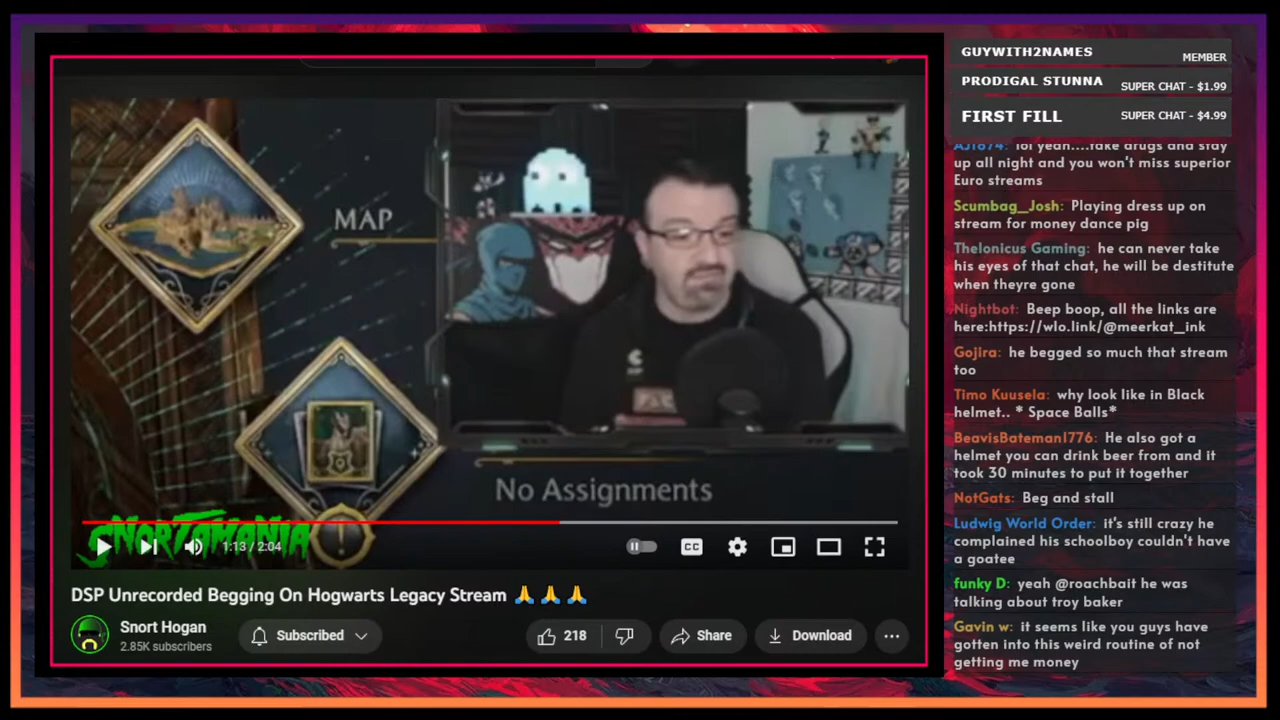 MAP
No Assignments
SNORTAMANIA
1:13 / 2:04
CC
DSP Unrecorded Begging On Hogwarts Legacy Stream 🙏 🙏 🙏
Snort Hogan
2.85K subscribers
Subscribed
218
Share
Download
GUYWITH2NAMES
MEMBER
PRODIGAL STUNNA
SUPER CHAT - $1.99
FIRST FILL
SUPER CHAT - $4.99
lol yeah....take drugs and stay
up all night and you won't miss superior
Euro streams
Scumbag_Josh: Playing dress up on
stream for money dance pig
Thelonicus Gaming: he can never take
his eyes of that chat, he will be destitute
when theyre gone
Nightbot: Beep boop, all the links are
here:https://wlo.link/@meerkat_ink
Gojira: he begged so much that stream
too
Timo Kuusela: why look like in Black
helmet.. * Space Balls*
BeavisBateman1776: He also got a
helmet you can drink beer from and it
took 30 minutes to put it together
NotGats: Beg and stall
Ludwig World Order: it's still crazy he
complained his schoolboy couldn't have
a goatee
funky D: yeah @roachbait he was
talking about troy baker
Gavin w: it seems like you guys have
gotten into this weird routine of not
getting me money